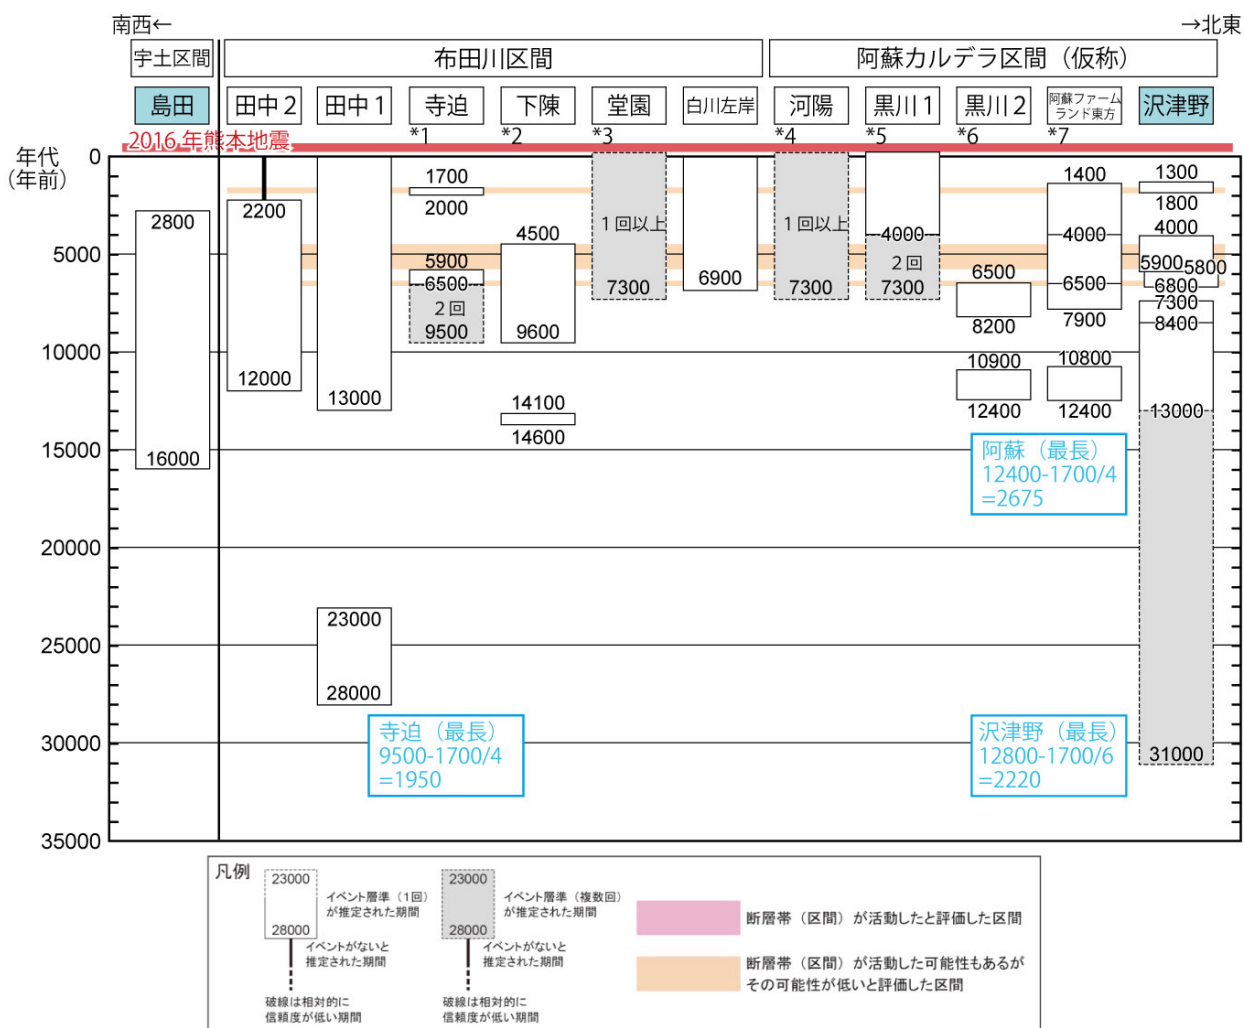 南西←
→北東
宇土区間
布田川区間
阿蘇カルデラ区間（仮称）
島田
田中２
田中１
寺迫
下陳
堂園
白川左岸
河陽
黒川１
黒川２
阿蘇ファーム
ランド東方
沢津野
*1
*2
*3
*4
*5
*6
*7
2016 年熊本地震
年代
（年前）
0
5000
10000
15000
20000
25000
30000
35000
2800
16000
2200
12000
13000
23000
28000
1700
2000
5900
6500
２回
9500
4500
9600
14100
14600
１回以上
7300
6900
１回以上
7300
4000
２回
7300
6500
8200
10900
12400
1400
4000
6500
7900
10800
12400
1300
1800
4000
5900
5800
6800
7300
8400
13000
31000
阿蘇（最長）
12400-1700/4
=2675
寺迫（最長）
9500-1700/4
=1950
沢津野（最長）
12800-1700/6
=2220
凡例
23000
28000
イベント層準（1回）
が推定された期間
イベントがないと
推定された期間
破線は相対的に
信頼度が低い期間
23000
28000
イベント層準（複数回）
が推定された期間
イベントがないと
推定された期間
破線は相対的に
信頼度が低い期間
断層帯（区間）が活動したと評価した区間
断層帯（区間）が活動した可能性もあるが
その可能性が低いと評価した区間